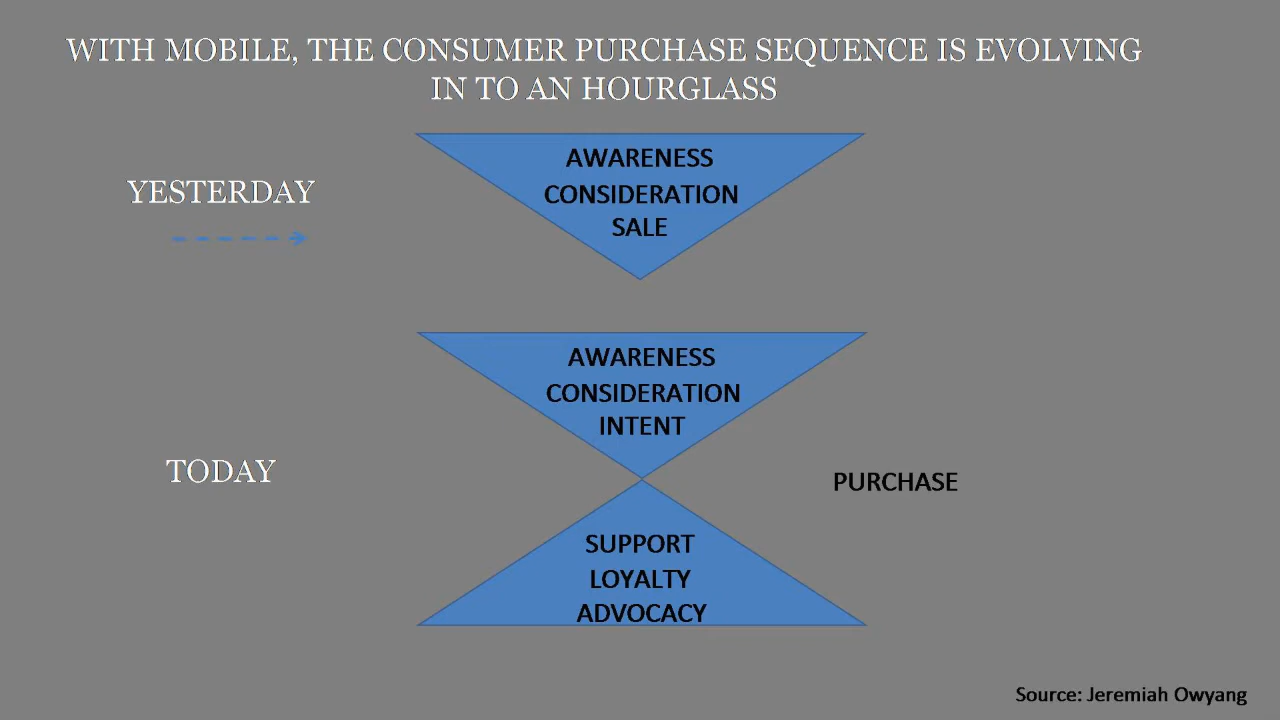 WITH MOBILE, THE CONSUMER PURCHASE SEQUENCE IS EVOLVING
IN TO AN HOURGLASS
YESTERDAY
AWARENESS
CONSIDERATION
SALE
TODAY
AWARENESS
CONSIDERATION
INTENT
PURCHASE
SUPPORT
LOYALTY
ADVOCACY
Source: Jeremiah Owyang